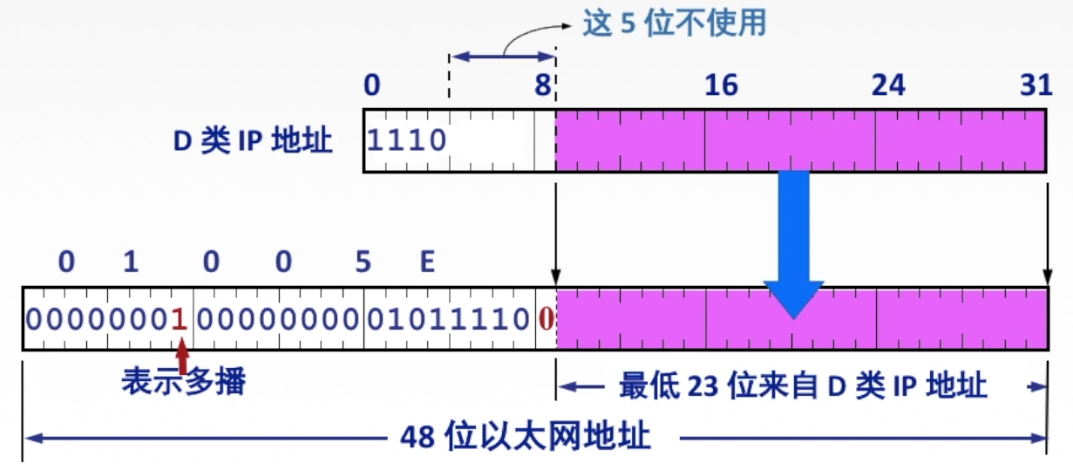 这 5 位不使用
0 8 16 24 31
D 类 IP 地址 1110
0 1 0 0 5 E
00000001 00000000 01011110 0
表示多播
最低 23 位来自 D 类 IP 地址
48 位以太网地址